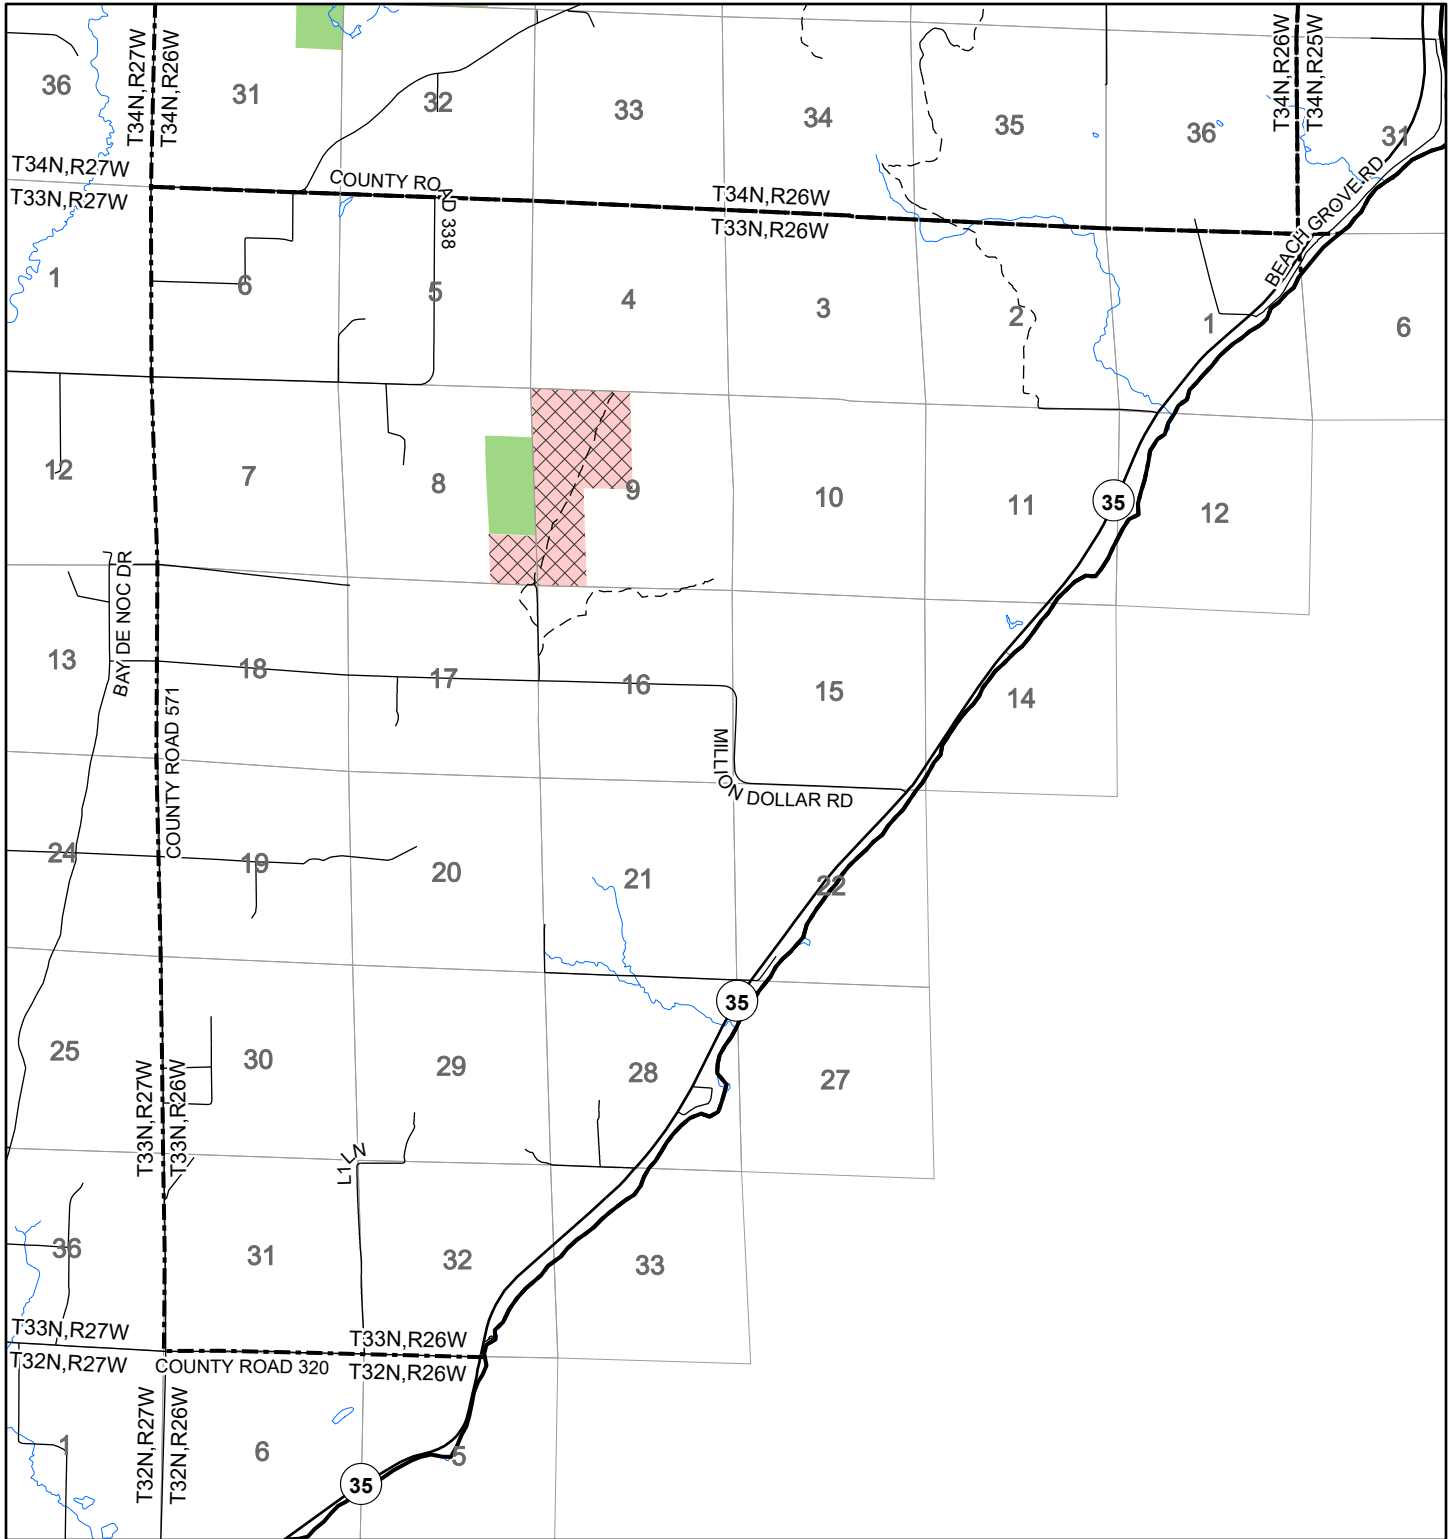 T34N,R27W
T34N,R26W
T34N,R26W
T34N,R25W
36
31
32
33
34
35
36
31
T34N,R27W
T33N,R27W
COUNTY ROAD 338
T34N,R26W
T33N,R26W
BEACH GROVE RD
1
6
5
4
3
2
1
6
12
7
8
9
10
11
35
12
BAY DE NOC DR
13
18
17
16
15
14
COUNTY ROAD 571
MILLION DOLLAR RD
24
19
20
21
22
35
25
30
29
28
27
T33N,R27W
T33N,R26W
L1 LN
36
31
32
33
T33N,R27W
T32N,R27W
COUNTY ROAD 320
T33N,R26W
T32N,R26W
T32N,R27W
T32N,R26W
1
6
5
35